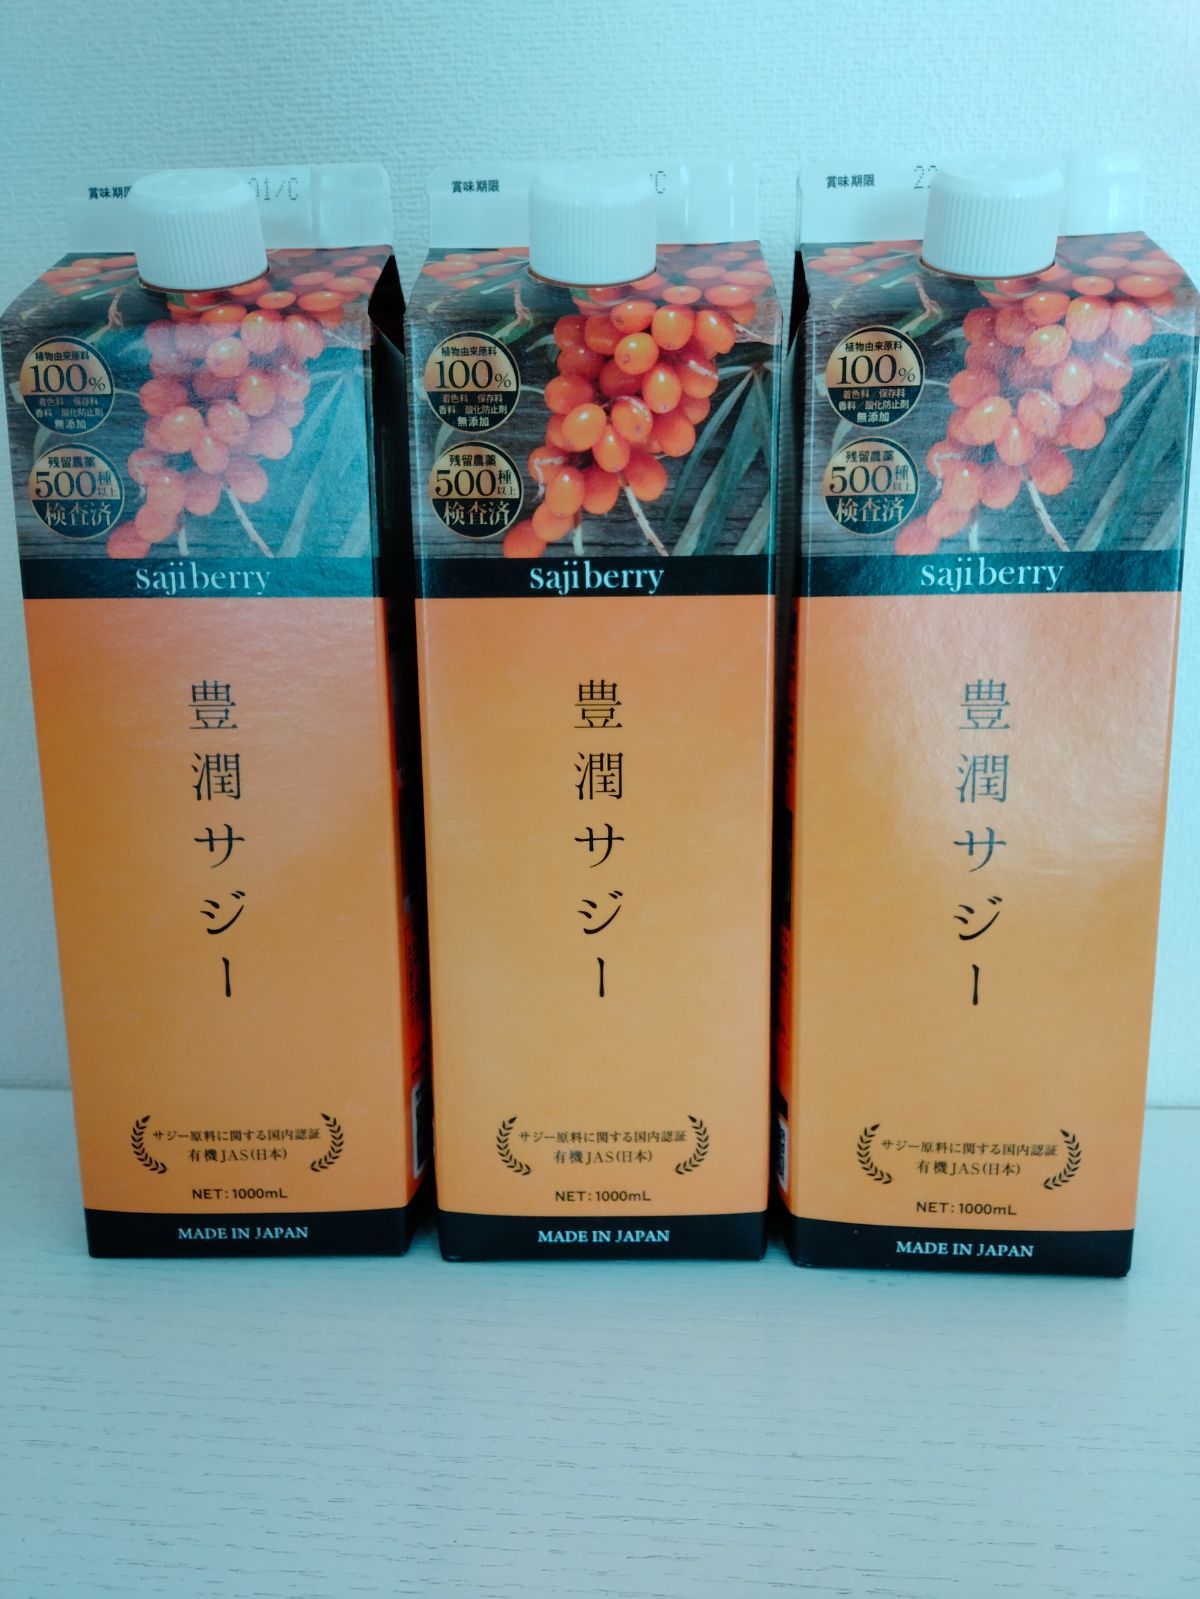 賞味期限
01/C
植物由来原料
100%
着色料 保存料
香料 酸化防止剤
無添加
残留農薬
500種以上
検査済
sajiberry
豊潤サジー
サジー原料に関する国内認証
有機JAS(日本)
NET:1000mL
MADE IN JAPAN
賞味期限
植物由来原料
100%
着色料 保存料
香料 酸化防止剤
無添加
残留農薬
500種以上
検査済
sajiberry
豊潤サジー
サジー原料に関する国内認証
有機JAS(日本)
NET:1000mL
MADE IN JAPAN
賞味期限 22
植物由来原料
100%
着色料 保存料
香料 酸化防止剤
無添加
残留農薬
500種以上
検査済
sajiberry
豊潤サジー
サジー原料に関する国内認証
有機JAS(日本)
NET:1000mL
MADE IN JAPAN